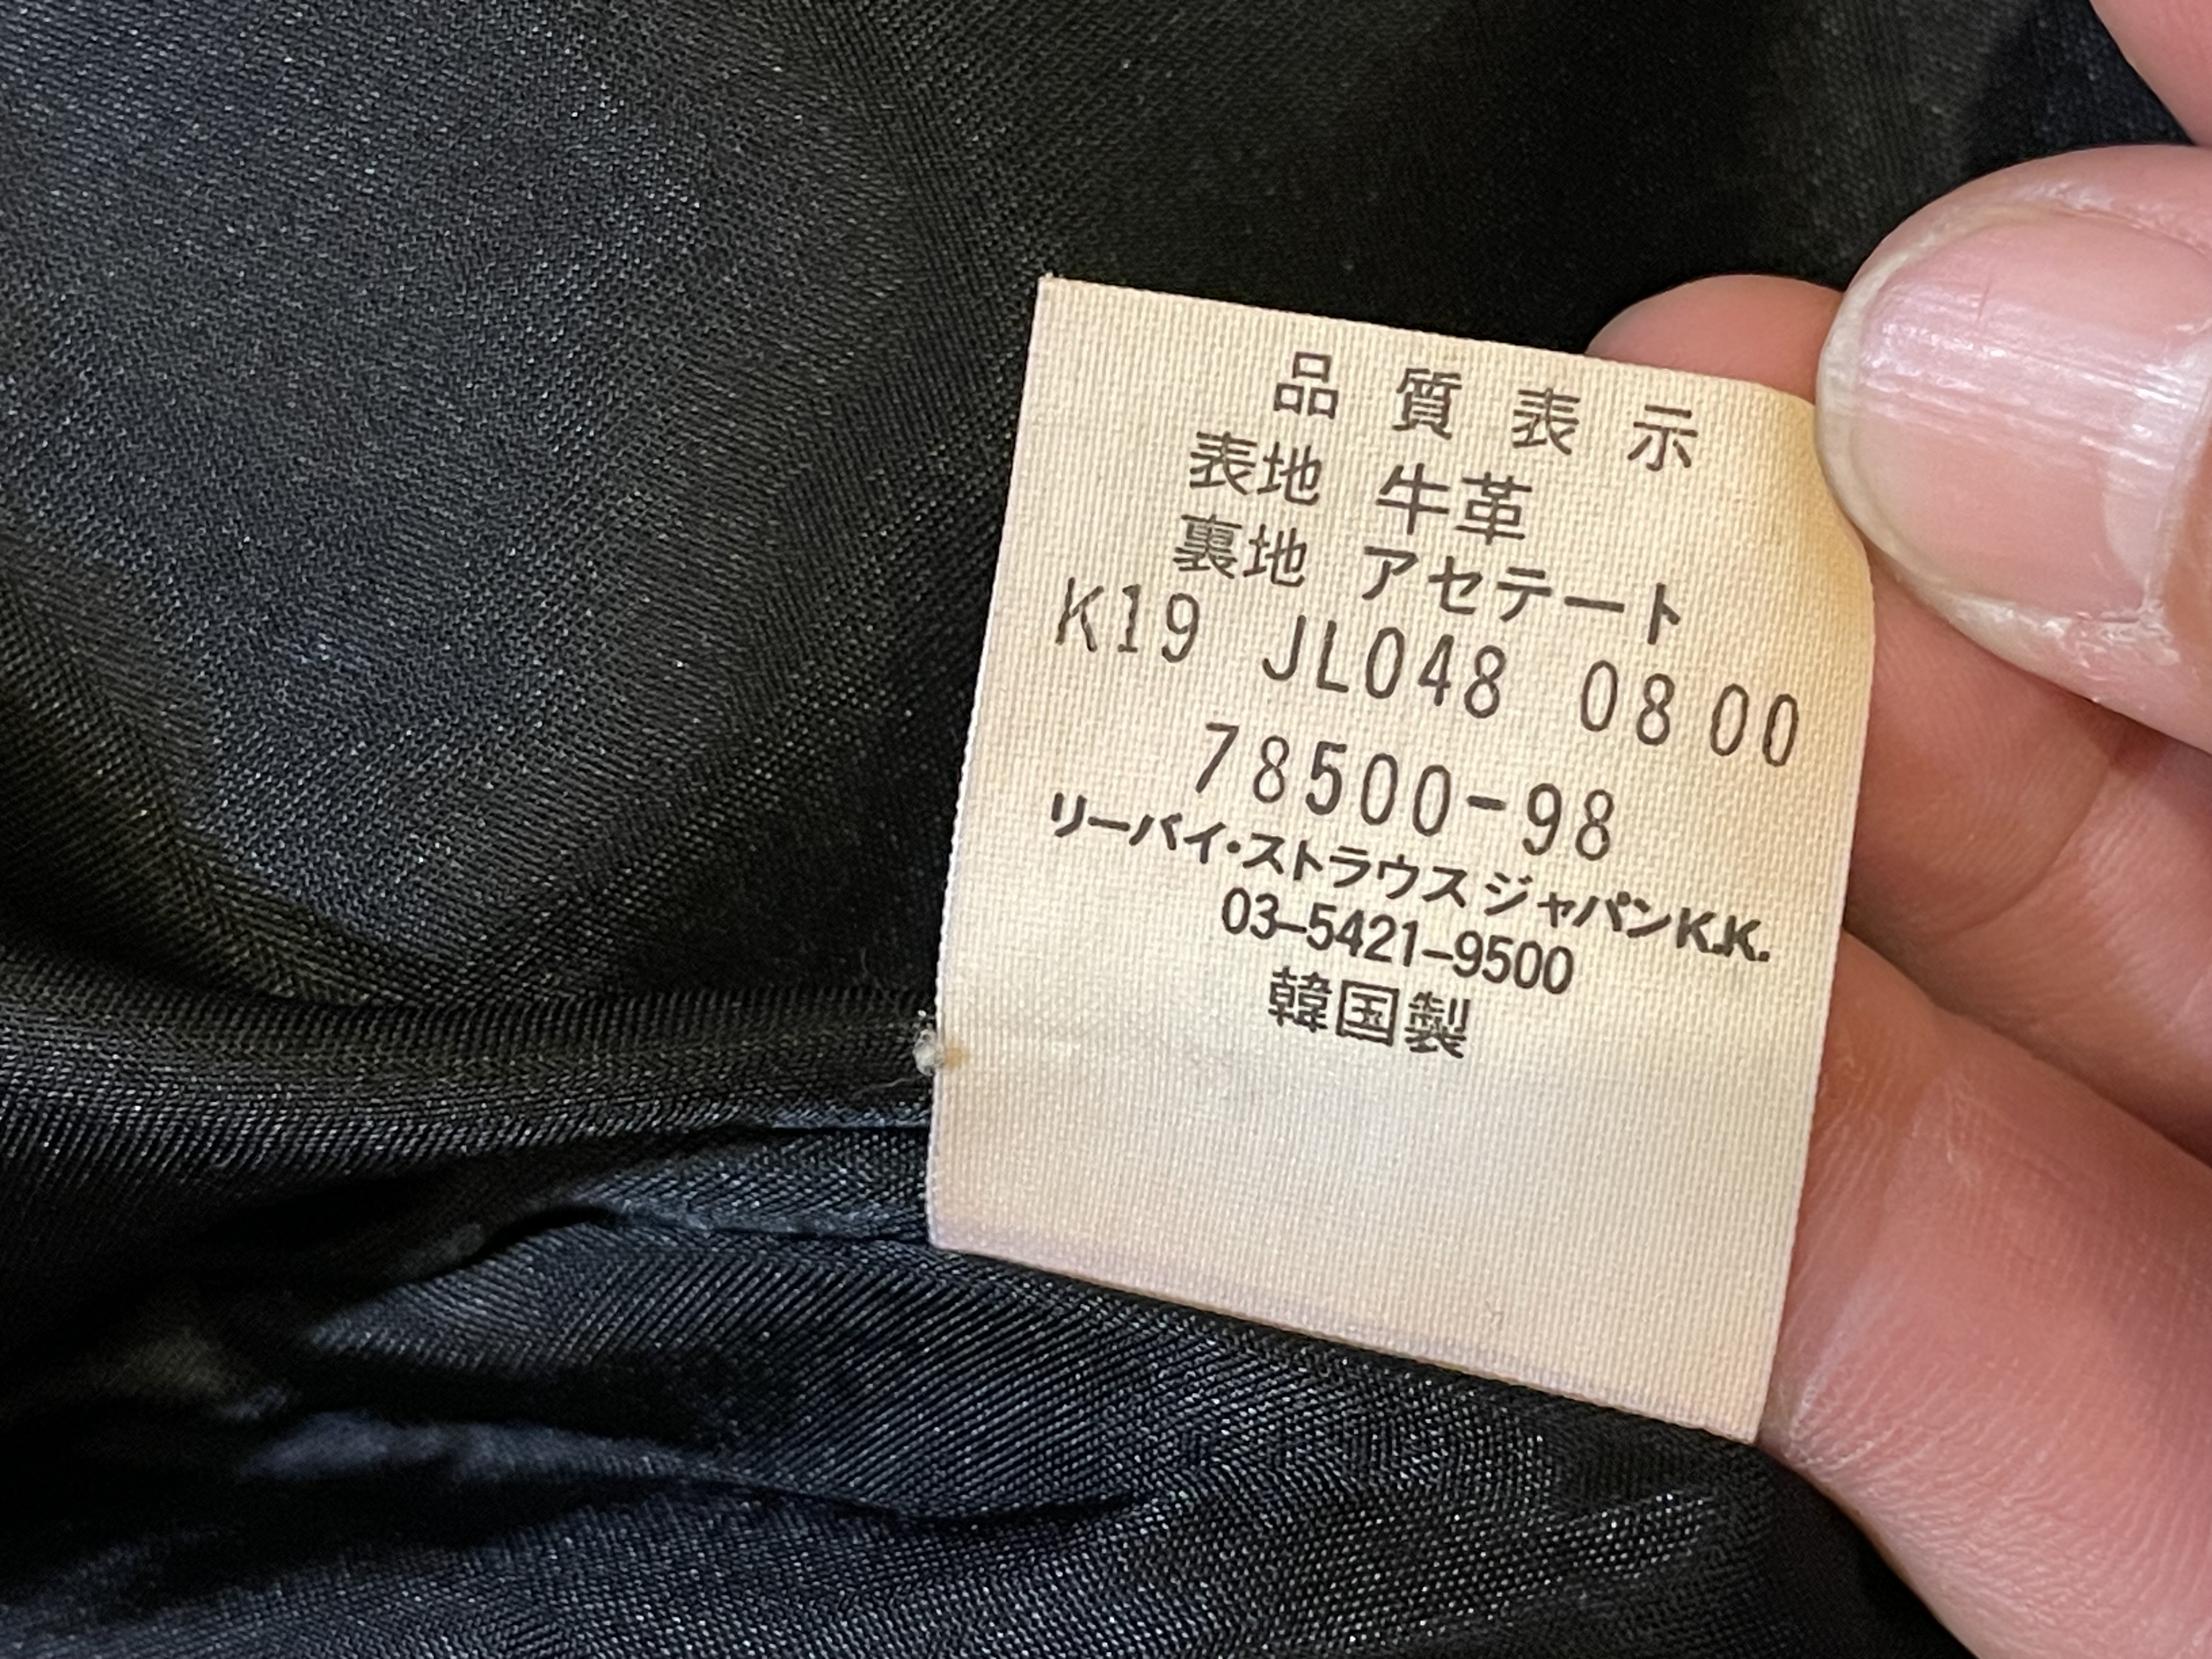 品質表示
表地 牛革
裏地 アセテート
K19 JL048 0800
78500-98
リーバイ・ストラウス ジャパンK.K.
03-5421-9500
韓国製